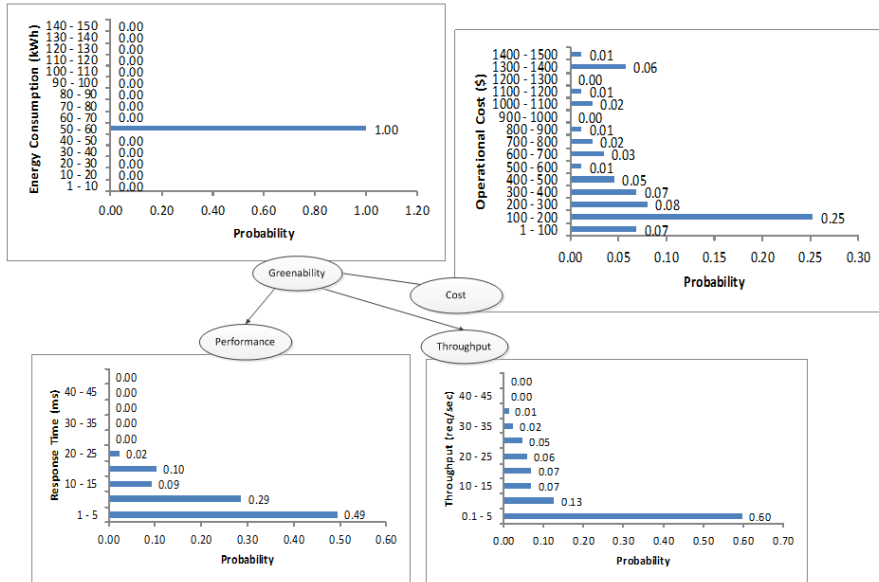 Energy Consumption (kWh)
140 - 150 0.00
130 - 140 0.00
120 - 130 0.00
110 - 120 0.00
100 - 110 0.00
90 - 100 0.00
80 - 90 0.00
70 - 80 0.00
60 - 70 0.00
50 - 60 1.00
40 - 50 0.00
30 - 40 0.00
20 - 30 0.00
10 - 20 0.00
1 - 10 0.00
0.00 0.20 0.40 0.60 0.80 1.00 1.20
Probability
Operational Cost ($)
1400 - 1500 0.01
1300 - 1400 0.06
1200 - 1300 0.00
1100 - 1200 0.01
1000 - 1100 0.02
900 - 1000 0.00
800 - 900 0.01
700 - 800 0.02
600 - 700 0.03
500 - 600 0.01
400 - 500 0.05
300 - 400 0.07
200 - 300 0.08
100 - 200 0.25
1 - 100 0.07
0.00 0.05 0.10 0.15 0.20 0.25 0.30
Probability
Greenability
Cost
Performance
Throughput
Response Time (ms)
0.00
40 - 45 0.00
0.00
30 - 35 0.00
0.00
20 - 25 0.02
0.10
10 - 15 0.09
0.29
1 - 5 0.49
0.00 0.10 0.20 0.30 0.40 0.50 0.60
Probability
Throughput (req/sec)
0.00
40 - 45 0.00
0.01
30 - 35 0.02
0.05
20 - 25 0.06
0.07
10 - 15 0.07
0.13
0.1 - 5 0.60
0.00 0.10 0.20 0.30 0.40 0.50 0.60 0.70
Probability